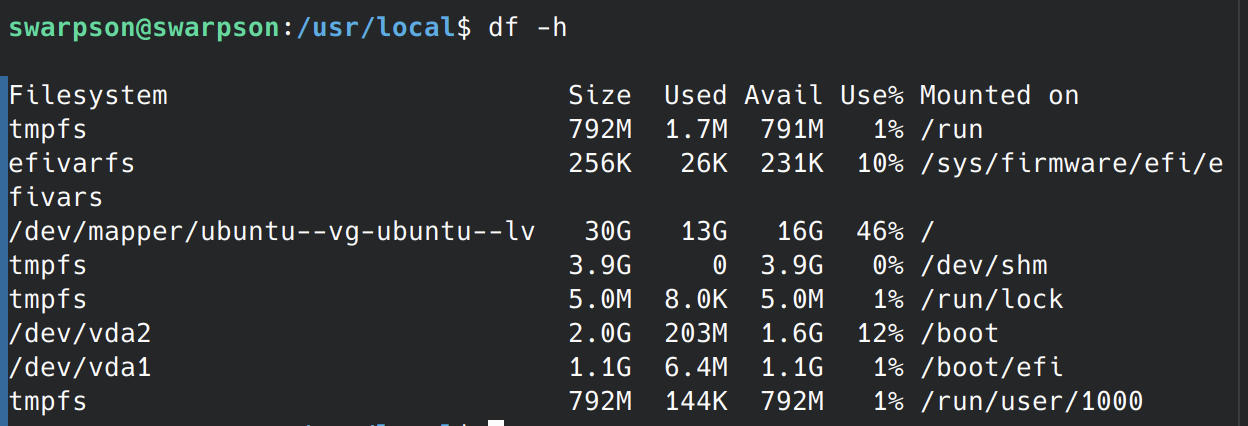 swarpson@swarpson:/usr/local$ df -h
Filesystem                         Size  Used Avail Use% Mounted on
tmpfs                              792M  1.7M  791M   1% /run
efivarfs                           256K   26K  231K  10% /sys/firmware/efi/e
fivars
/dev/mapper/ubuntu--vg-ubuntu--lv   30G   13G   16G  46% /
tmpfs                              3.9G     0  3.9G   0% /dev/shm
tmpfs                              5.0M  8.0K  5.0M   1% /run/lock
/dev/vda2                          2.0G  203M  1.6G  12% /boot
/dev/vda1                          1.1G  6.4M  1.1G   1% /boot/efi
tmpfs                              792M  144K  792M   1% /run/user/1000